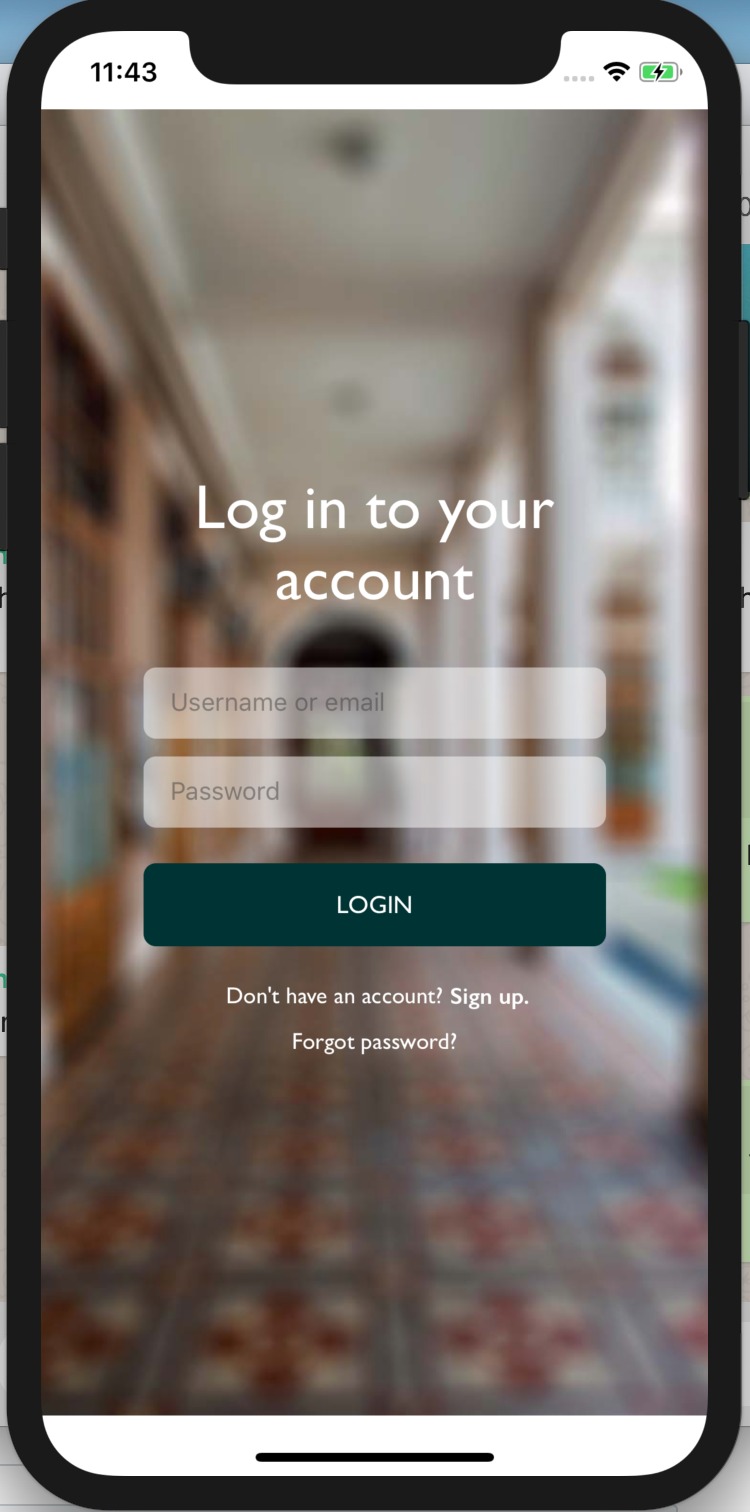 11:43
Log in to your
account
Username or email
Password
LOGIN
Don't have an account? Sign up.
Forgot password?